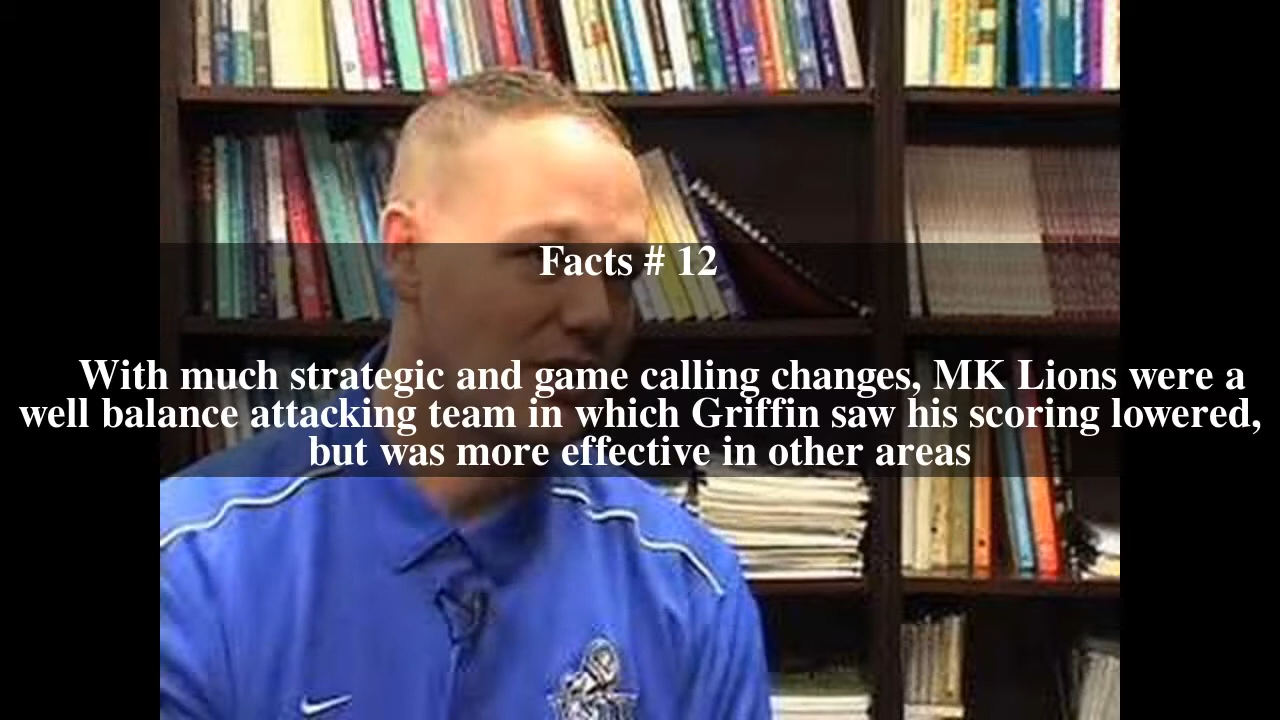 Facts # 12
With much strategic and game calling changes, MK Lions were a
well balance attacking team in which Griffin saw his scoring lowered,
but was more effective in other areas